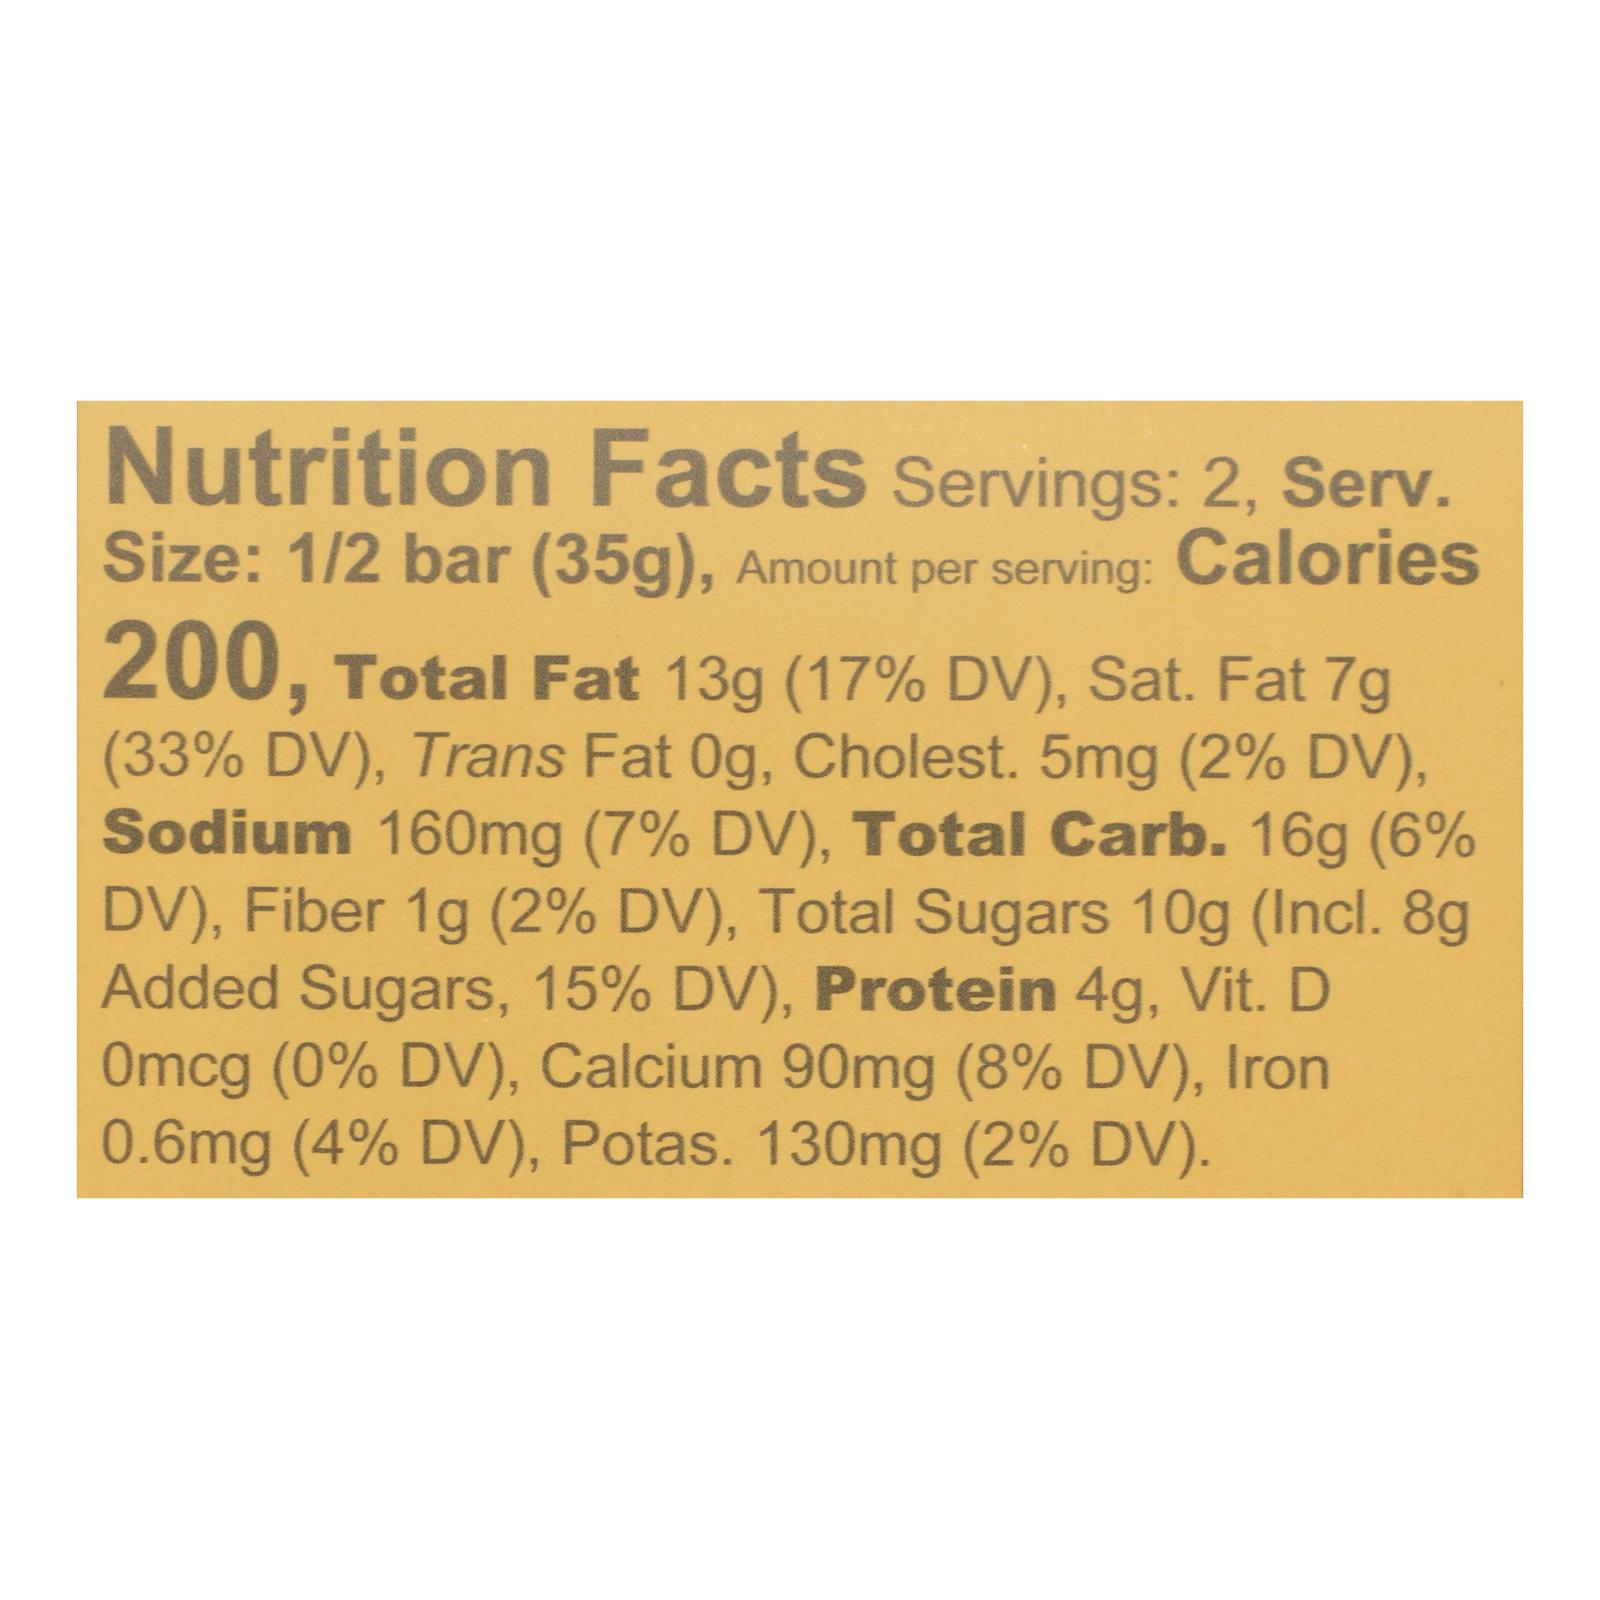 Nutrition Facts Servings: 2, Serv.
Size: 1/2 bar (35g), Amount per serving: Calories
200, Total Fat 13g (17% DV), Sat. Fat 7g
(33% DV), Trans Fat 0g, Cholest. 5mg (2% DV),
Sodium 160mg (7% DV), Total Carb. 16g (6%
DV), Fiber 1g (2% DV), Total Sugars 10g (Incl. 8g
Added Sugars, 15% DV), Protein 4g, Vit. D
0mcg (0% DV), Calcium 90mg (8% DV), Iron
0.6mg (4% DV), Potas. 130mg (2% DV).